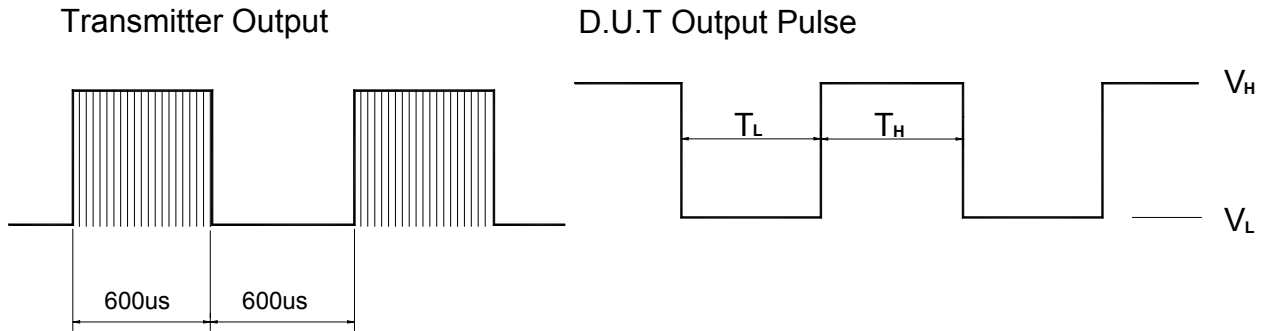 Transmitter Output
D.U.T Output Pulse
VH
TL
TH
VL
600us
600us